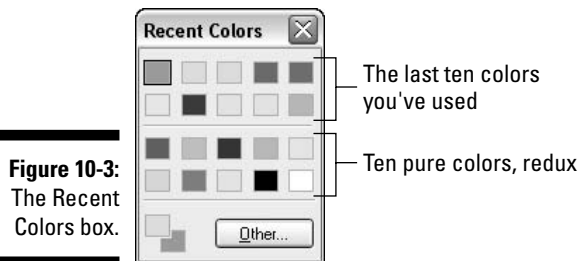 Recent Colors
The last ten colors
you've used
Ten pure colors, redux
Figure 10-3:
The Recent
Colors box.
Other...